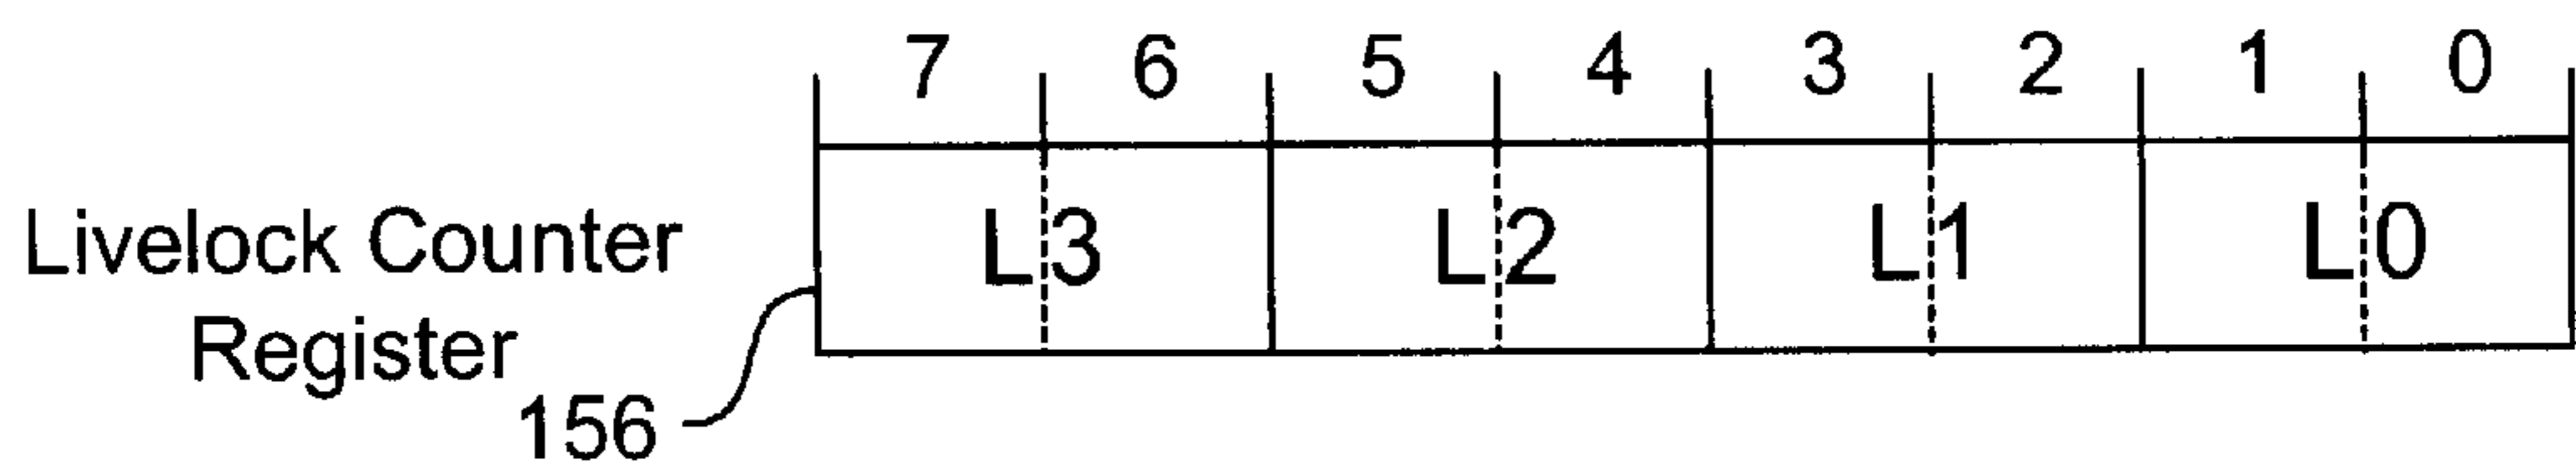 7 6 5 4 3 2 1 0
Livelock Counter
Register
156
L3 L2 L1 L0